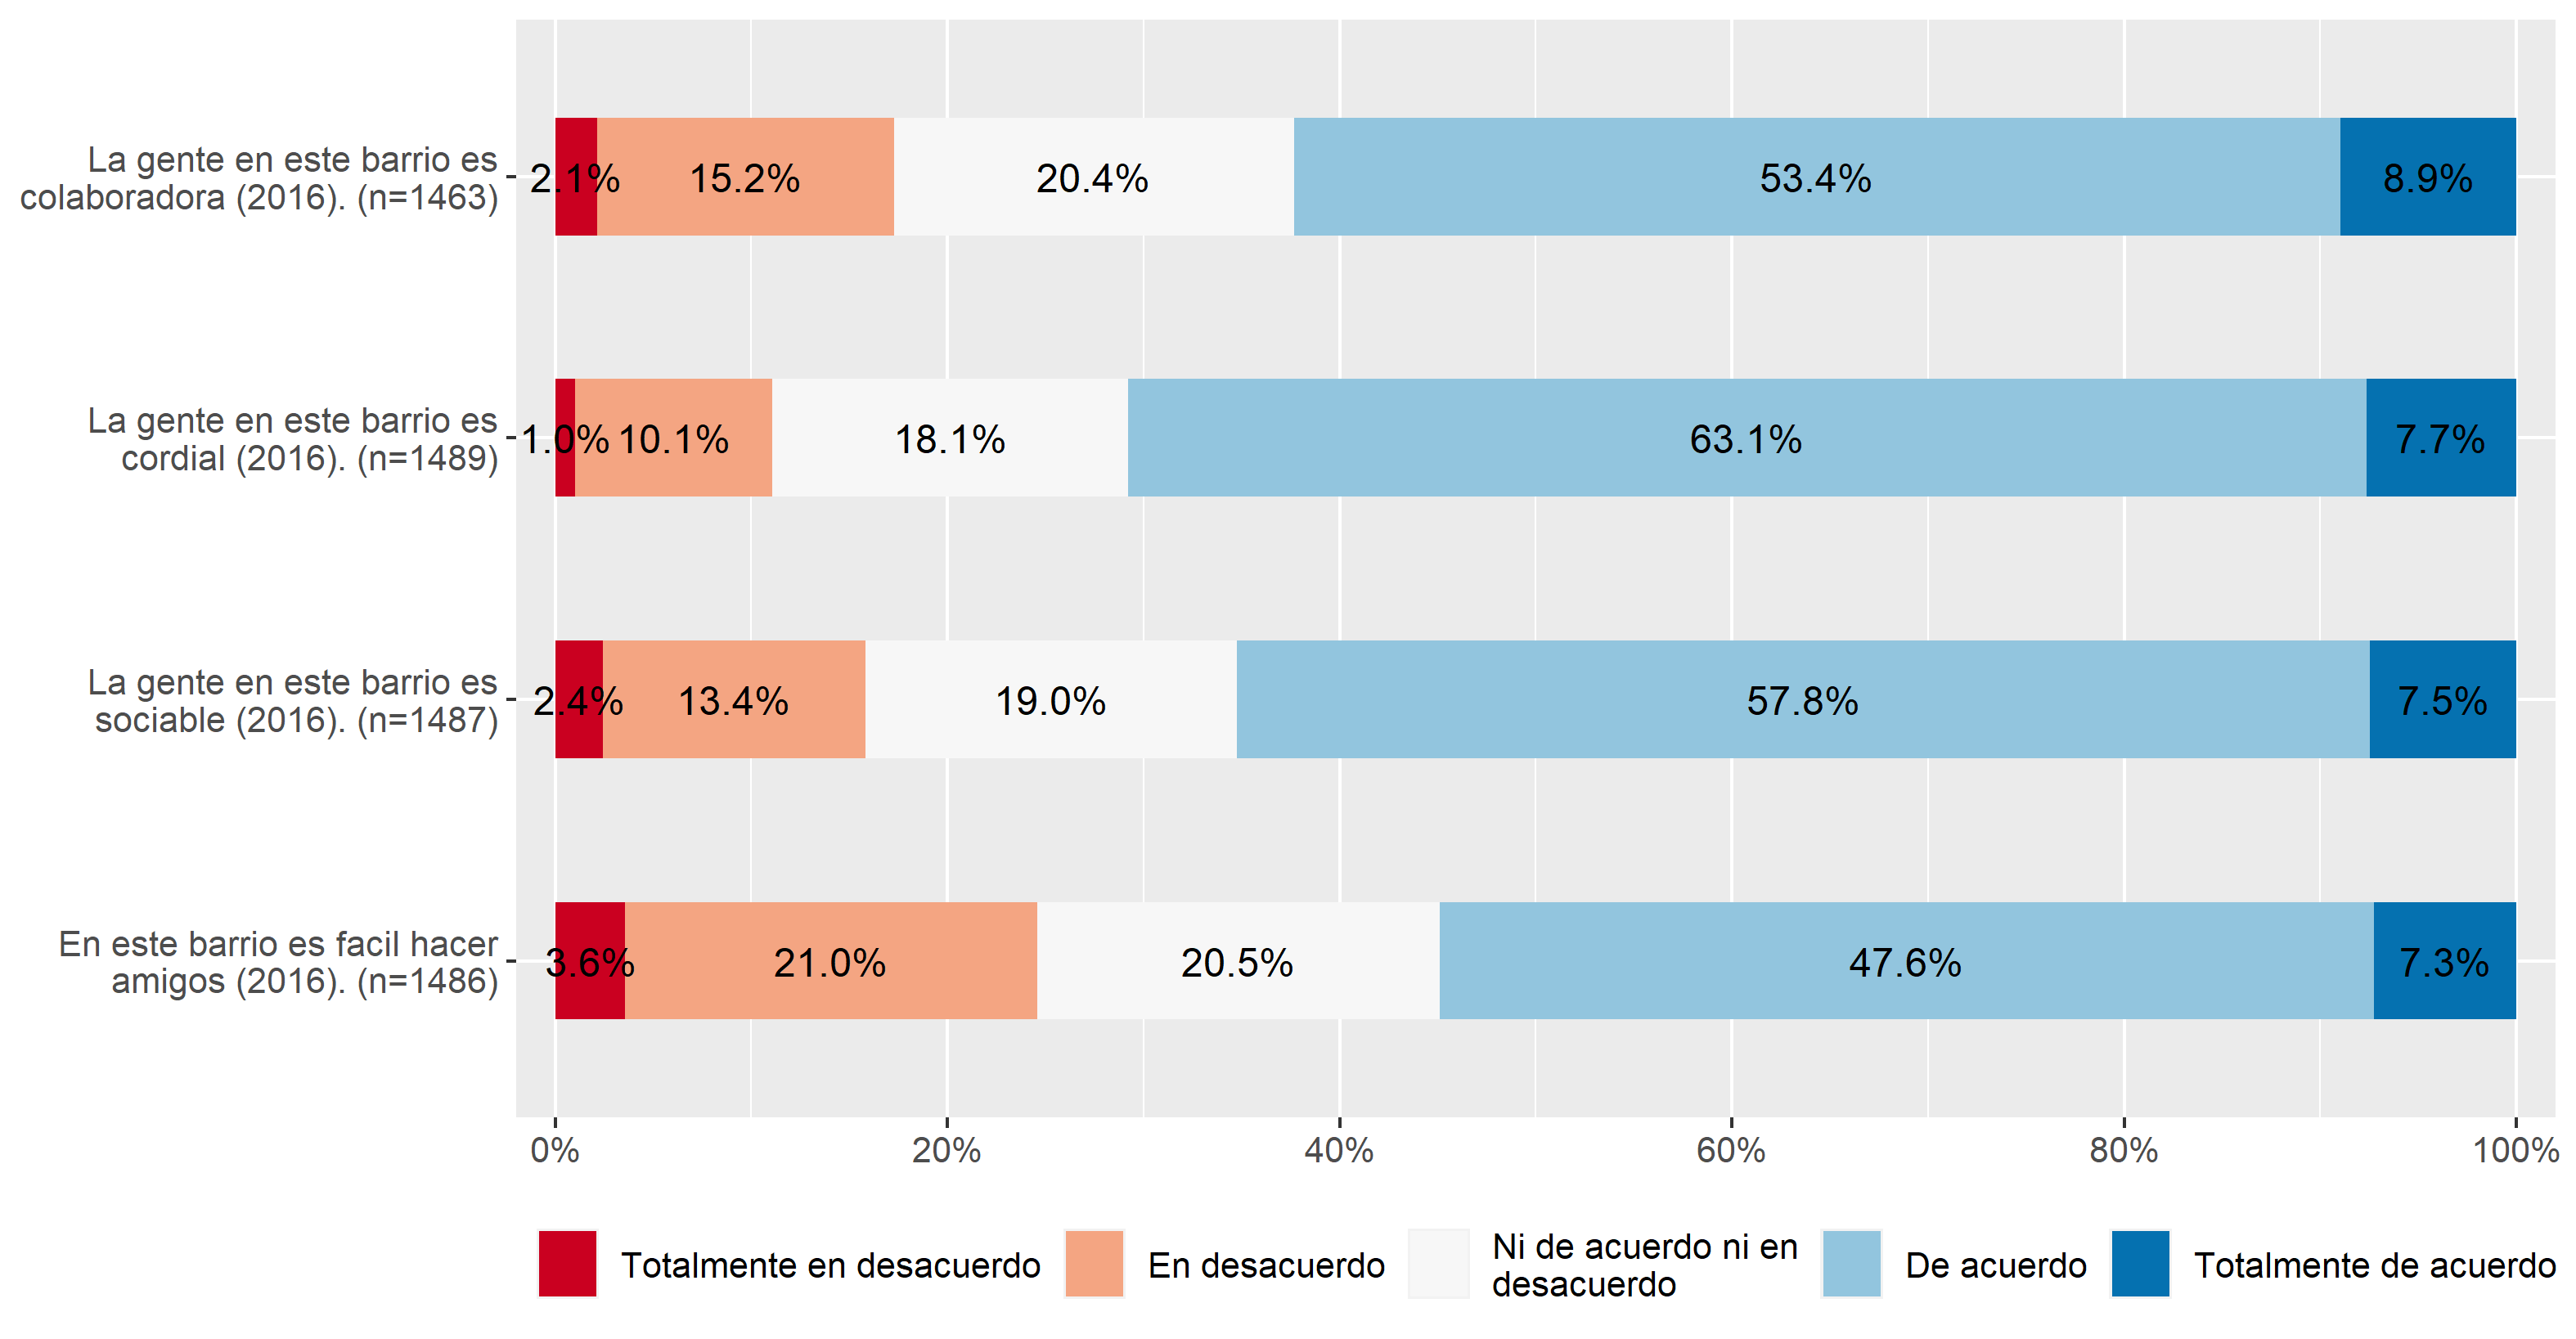 La gente en este barrio es
colaboradora (2016). (n=1463)
2.1% 15.2% 20.4% 53.4% 8.9%
La gente en este barrio es
cordial (2016). (n=1489)
1.0% 10.1% 18.1% 63.1% 7.7%
La gente en este barrio es
sociable (2016). (n=1487)
2.4% 13.4% 19.0% 57.8% 7.5%
En este barrio es facil hacer
amigos (2016). (n=1486)
3.6% 21.0% 20.5% 47.6% 7.3%
0% 20% 40% 60% 80% 100%
Totalmente en desacuerdo
En desacuerdo
Ni de acuerdo ni en
desacuerdo
De acuerdo
Totalmente de acuerdo